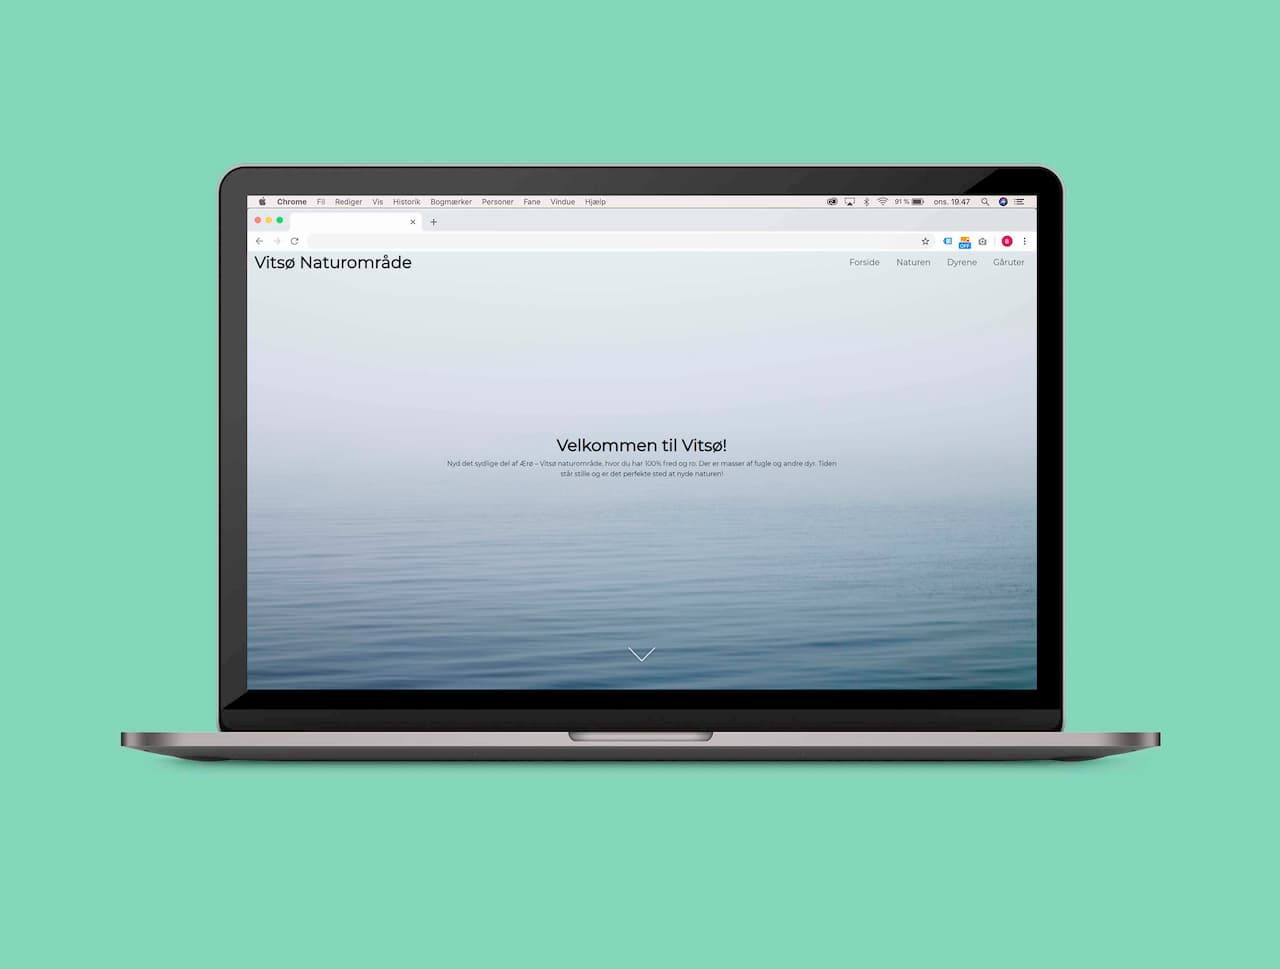 Chrome Fil Rediger Vis Historik Bogmærker Personer Fane Vindue Hjælp 91 % ons. 19.47
OFF
B
Vitsø Naturområde Forside Naturen Dyrene Gåruter
Velkommen til Vitsø!
Nyd det sydlige del af Ærø – Vitsø naturområde, hvor du har 100% fred og ro. Der er masser af fugle og andre dyr. Tiden
står stille og er det perfekte sted at nyde naturen!